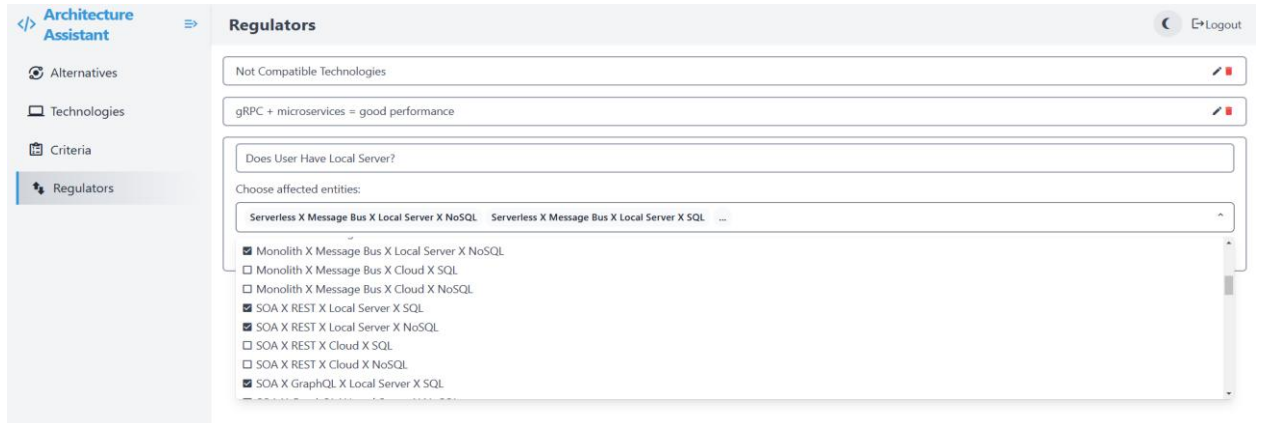 </> Architecture
Assistant
Regulators
Logout
Alternatives
Technologies
Criteria
Regulators
Not Compatible Technologies
gRPC + microservices = good performance
Does User Have Local Server?
Choose affected entities:
Serverless X Message Bus X Local Server X NoSQL Serverless X Message Bus X Local Server X SQL ...
Monolith X Message Bus X Local Server X NoSQL
Monolith X Message Bus X Cloud X SQL
Monolith X Message Bus X Cloud X NoSQL
SOA X REST X Local Server X SQL
SOA X REST X Local Server X NoSQL
SOA X REST X Cloud X SQL
SOA X REST X Cloud X NoSQL
SOA X GraphQL X Local Server X SQL